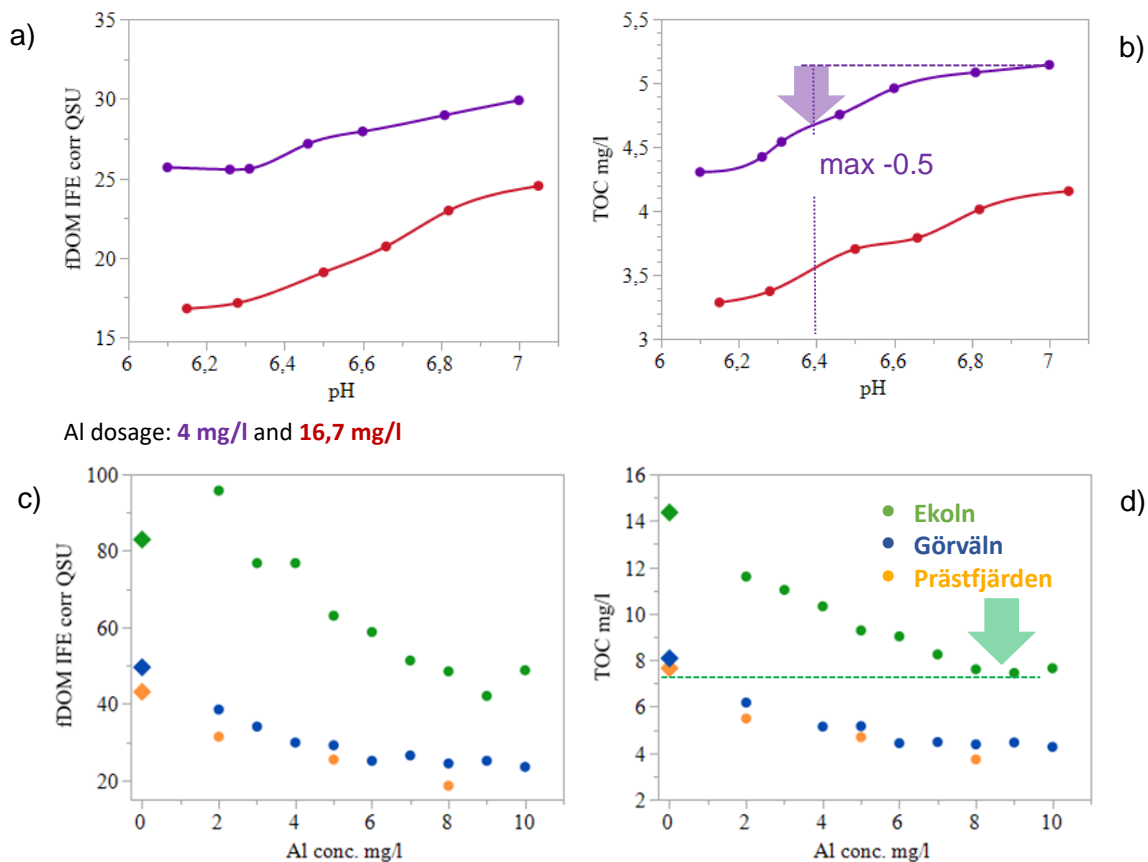 a)
fDOM IFE corr QSU
30
25
20
15
6
6,2
6,4
6,6
6,8
7
pH
b)
TOC mg/l
5,5
5
4,5
4
3,5
3
max -0.5
6
6,2
6,4
6,6
6,8
7
pH
Al dosage: 4 mg/l and 16,7 mg/l
c)
fDOM IFE corr QSU
100
80
60
40
20
0
2
4
6
8
10
Al conc. mg/l
d)
TOC mg/l
16
14
12
10
8
6
4
2
Ekoln
Görväln
Prästfjärden
0
2
4
6
8
10
Al conc. mg/l